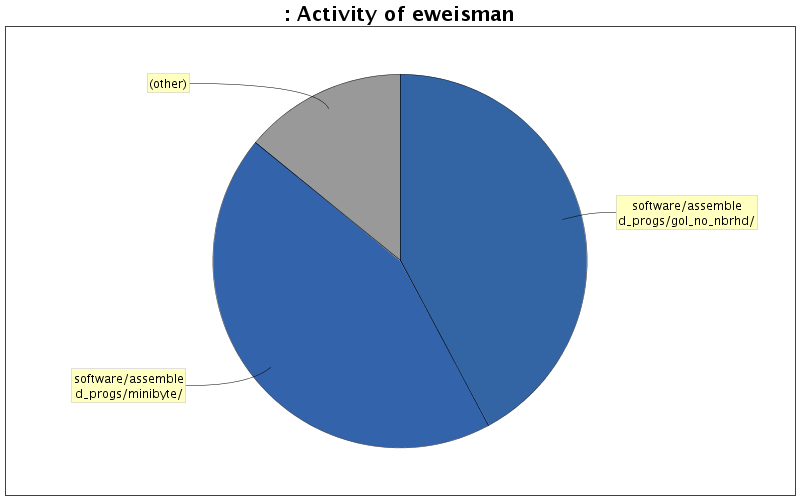 : Activity of eweisman
(other)
software/assemble
d_progs/gol_no_nbrhd/
software/assemble
d_progs/minibyte/